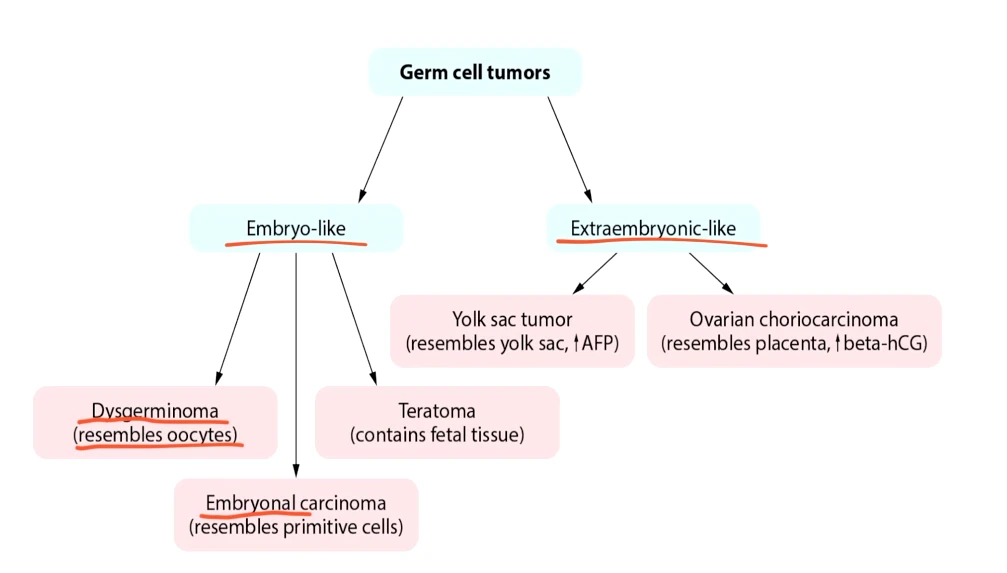 Germ cell tumors
Embryo-like
Extraembryonic-like
Yolk sac tumor
(resembles yolk sac, ↑AFP)
Ovarian choriocarcinoma
(resembles placenta, ↑beta-hCG)
Dysgerminoma
(resembles oocytes)
Teratoma
(contains fetal tissue)
Embryonal carcinoma
(resembles primitive cells)